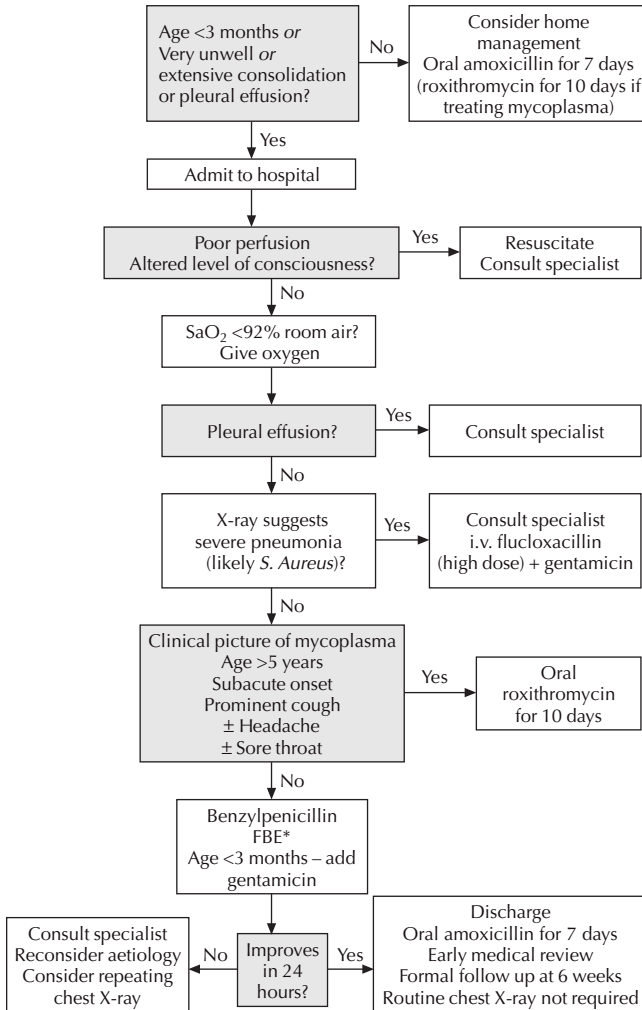 Age <3 months or
Very unwell or
extensive consolidation
or pleural effusion?
No
Consider home
management
Oral amoxicillin for 7 days
(roxithromycin for 10 days if
treating mycoplasma)
Yes
Admit to hospital
Poor perfusion
Altered level of consciousness?
Yes
Resuscitate
Consult specialist
No
SaO2 <92% room air?
Give oxygen
Pleural effusion?
Yes
Consult specialist
No
X-ray suggests
severe pneumonia
(likely S. Aureus)?
Yes
Consult specialist
i.v. flucloxacillin
(high dose) + gentamicin
No
Clinical picture of mycoplasma
Age >5 years
Subacute onset
Prominent cough
± Headache
± Sore throat
Yes
Oral
roxithromycin
for 10 days
No
Benzylpenicillin
FBE*
Age <3 months – add
gentamicin
Improves
in 24
hours?
No
Consult specialist
Reconsider aetiology
Consider repeating
chest X-ray
Yes
Discharge
Oral amoxicillin for 7 days
Early medical review
Formal follow up at 6 weeks
Routine chest X-ray not required